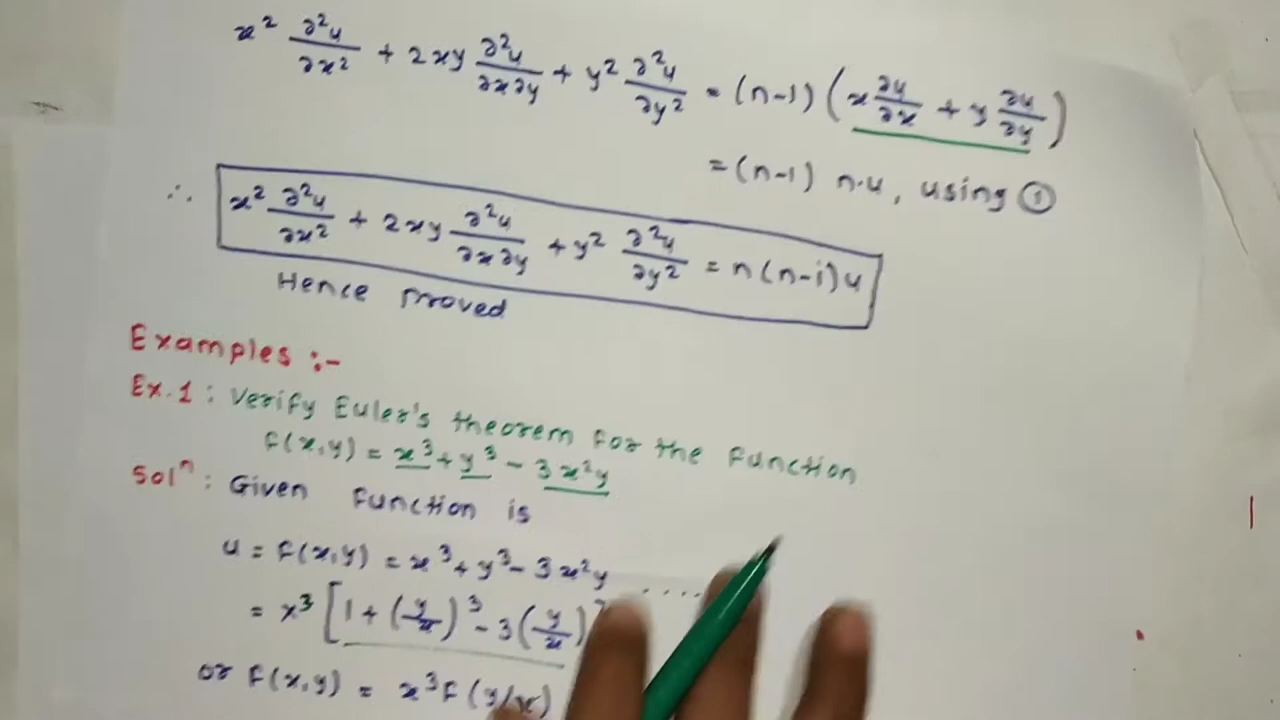 x² ∂²u/∂x² + 2xy ∂²u/∂x∂y + y² ∂²u/∂y² = (n-1) (x ∂u/∂x + y ∂u/∂y)
= (n-1) n.u, using ①
∴ x² ∂²u/∂x² + 2xy ∂²u/∂x∂y + y² ∂²u/∂y² = n(n-1)u
Hence proved
Examples :-
Ex.1 : Verify Euler's theorem for the function
f(x,y) = x³ + y³ - 3x²y
Solⁿ : Given function is
u = f(x,y) = x³ + y³ - 3x²y .....
= x³ [1 + (y/x)³ - 3(y/x)
or f(x,y) = x³F(y/x)